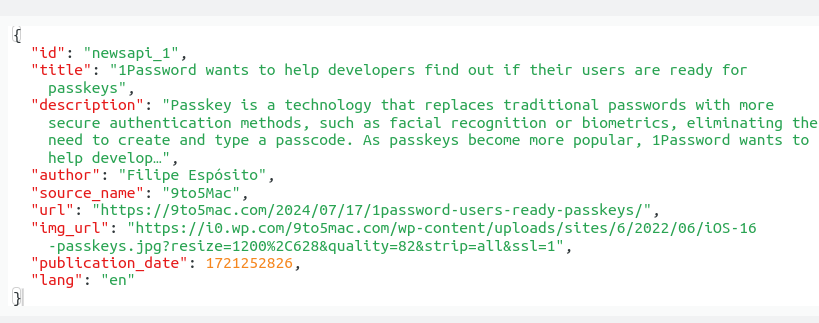 {
"id": "newsapi_1",
"title": "1Password wants to help developers find out if their users are ready for
passkeys",
"description": "Passkey is a technology that replaces traditional passwords with more
secure authentication methods, such as facial recognition or biometrics, eliminating the
need to create and type a passcode. As passkeys become more popular, 1Password wants to
help develop…",
"author": "Filipe Espósito",
"source_name": "9to5Mac",
"url": "https://9to5mac.com/2024/07/17/1password-users-ready-passkeys/",
"img_url": "https://i0.wp.com/9to5mac.com/wp-content/uploads/sites/6/2022/06/iOS-16
-passkeys.jpg?resize=1200%2C628&quality=82&strip=all&ssl=1",
"publication_date": 1721252826,
"lang": "en"
}